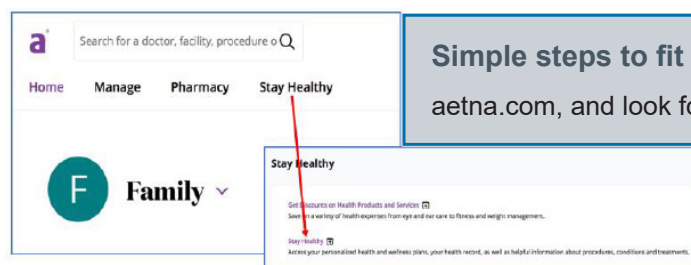 a
Search for a doctor, facility, procedure o
Home Manage Pharmacy Stay Healthy
F Family
Simple steps to fit
aetna.com, and look fo
Stay Healthy
Get Discounts on Health Products and Services
Save on a variety of health expenses from eye and ear care to fitness and weight management.
Stay Healthy
Access your personalized health and wellness plans, your health record, as well as helpful information about procedures, conditions and treatments.